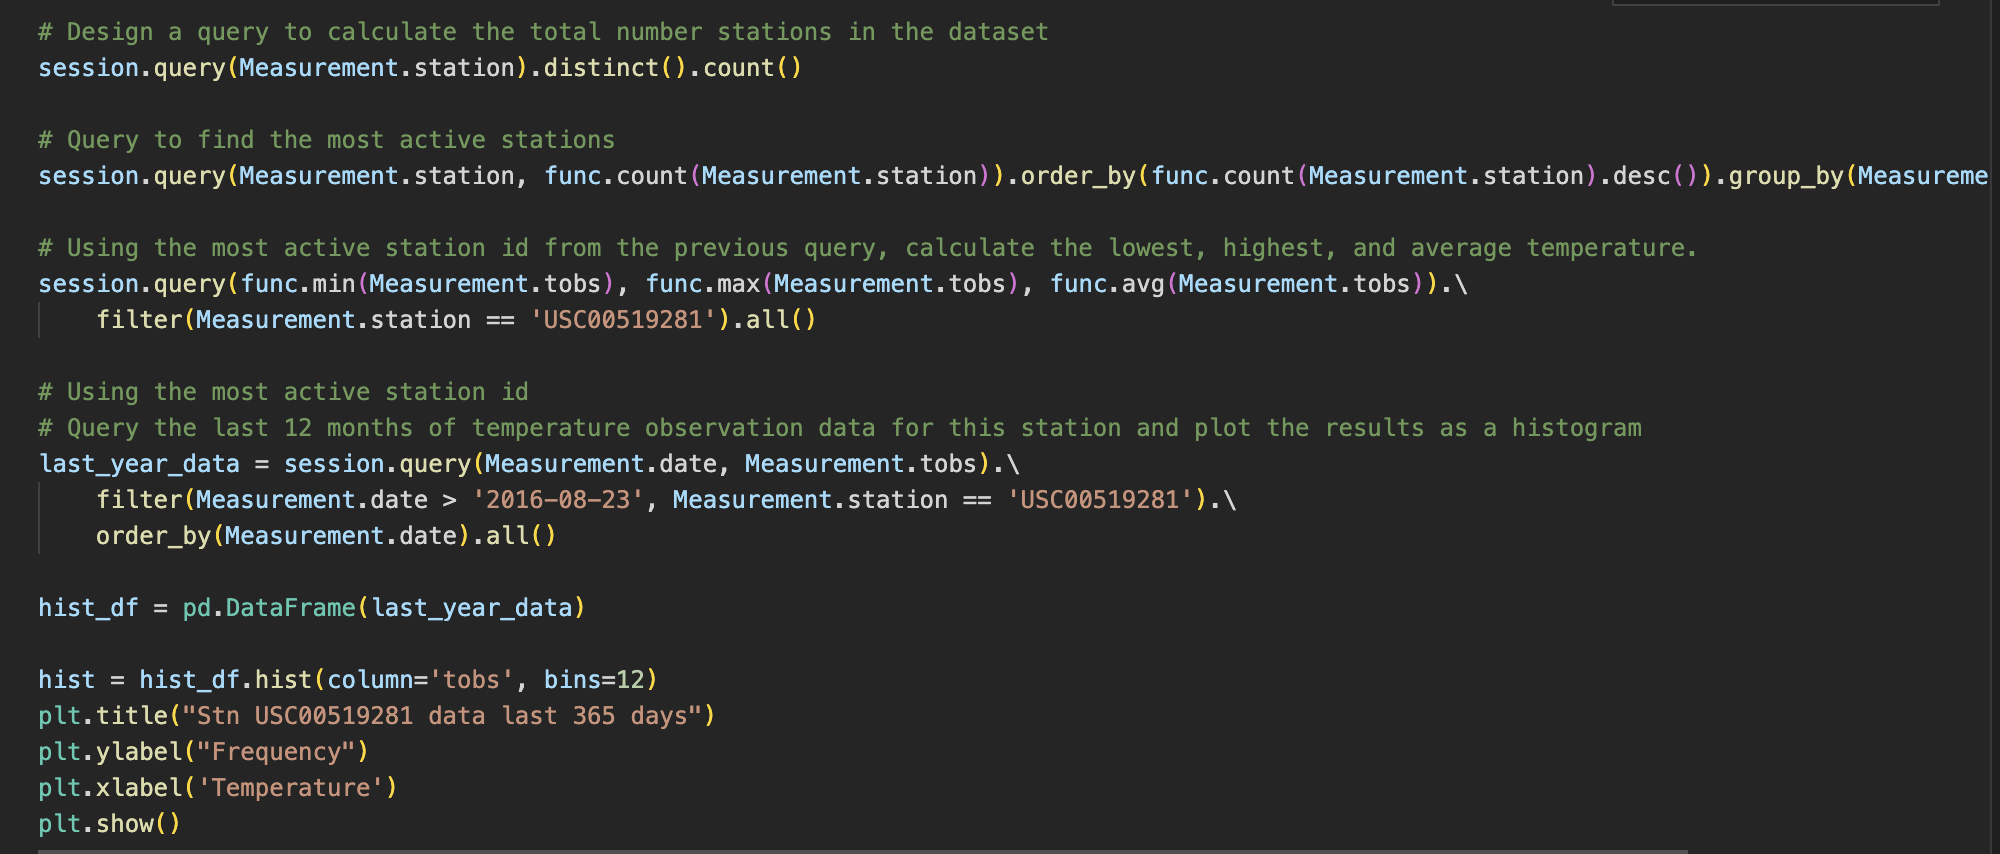 # Design a query to calculate the total number stations in the dataset
session.query(Measurement.station).distinct().count()
# Query to find the most active stations
session.query(Measurement.station, func.count(Measurement.station)).order_by(func.count(Measurement.station).desc()).group_by(Measureme
# Using the most active station id from the previous query, calculate the lowest, highest, and average temperature.
session.query(func.min(Measurement.tobs), func.max(Measurement.tobs), func.avg(Measurement.tobs)).\
    filter(Measurement.station == 'USC00519281').all()
# Using the most active station id
# Query the last 12 months of temperature observation data for this station and plot the results as a histogram
last_year_data = session.query(Measurement.date, Measurement.tobs).\
    filter(Measurement.date > '2016-08-23', Measurement.station == 'USC00519281').\
    order_by(Measurement.date).all()
hist_df = pd.DataFrame(last_year_data)
hist = hist_df.hist(column='tobs', bins=12)
plt.title("Stn USC00519281 data last 365 days")
plt.ylabel("Frequency")
plt.xlabel('Temperature')
plt.show()